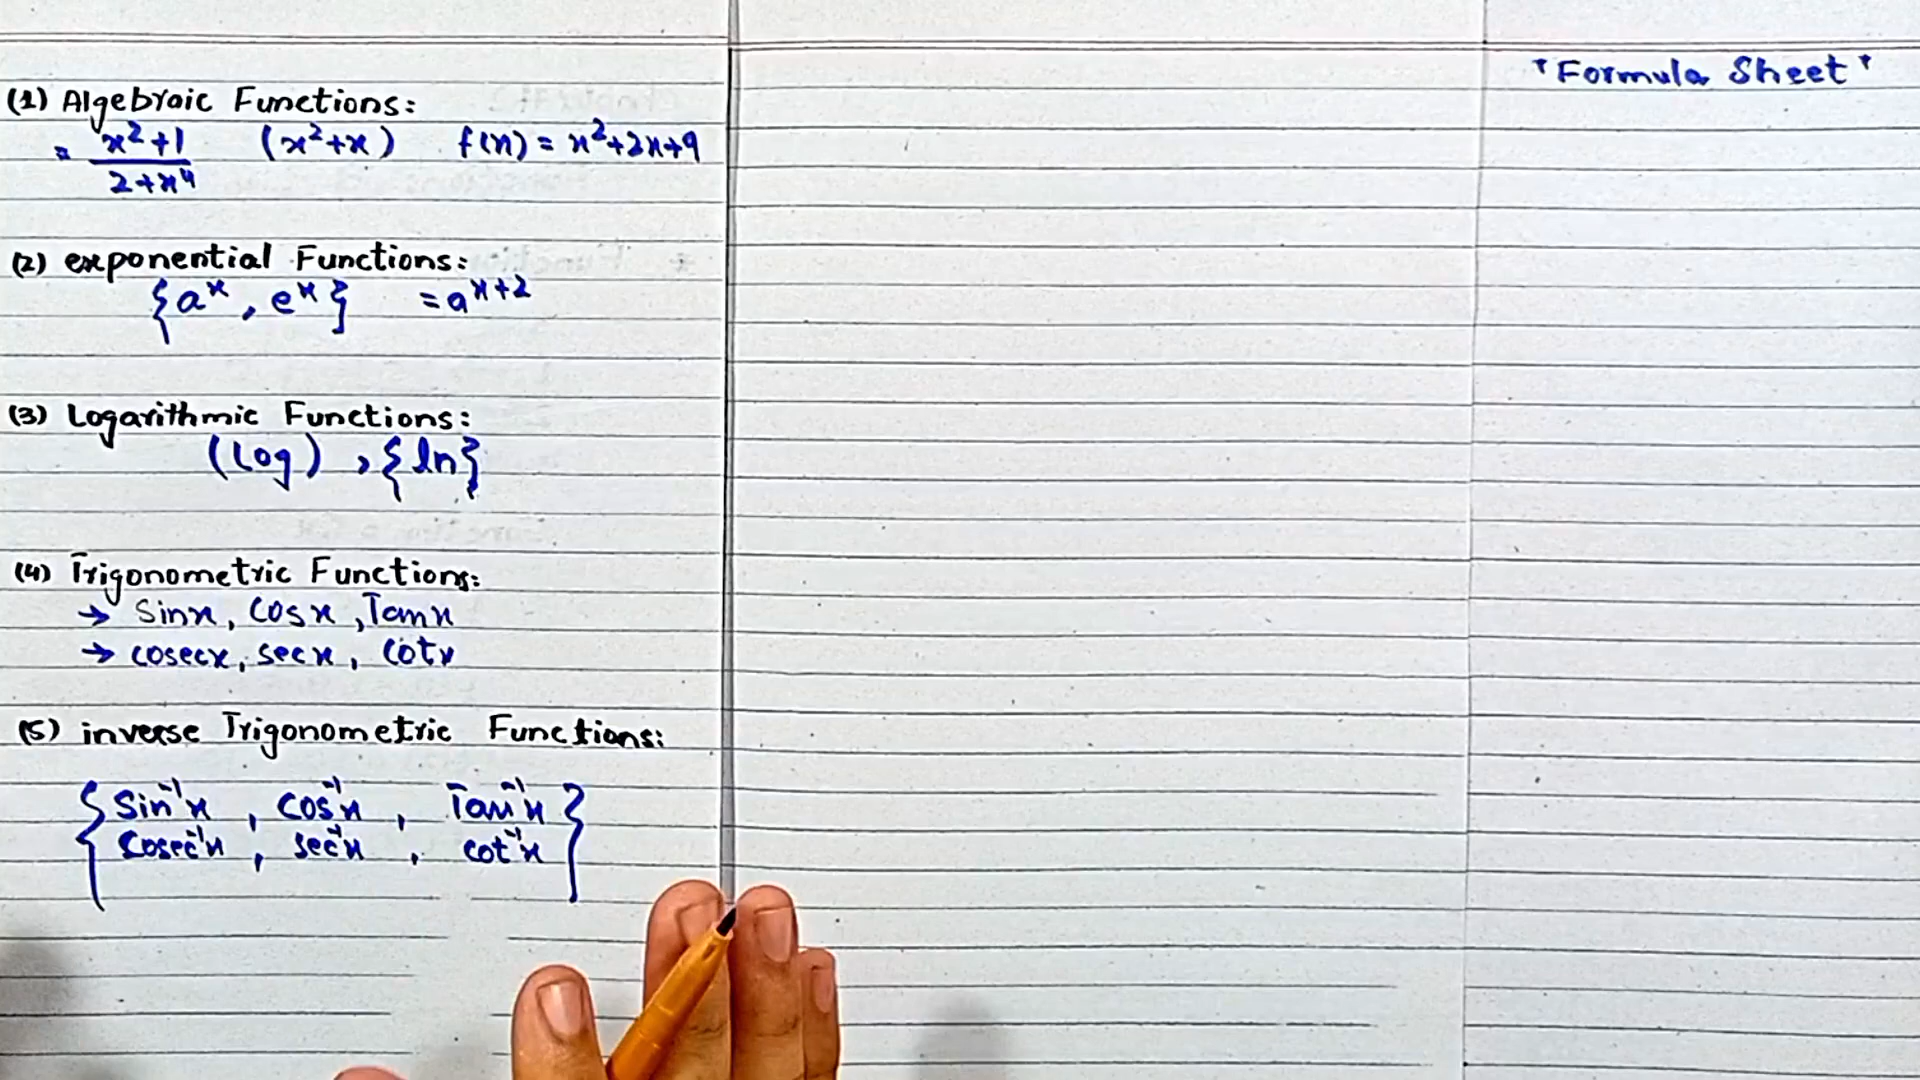 (1) Algebraic Functions:
= x²+1 / 2+x⁴ (x²+x) f(x) = x²+2x+9
(2) exponential Functions:
{aˣ, eˣ} = aˣ⁺²
(3) Logarithmic Functions:
(Log) , {ln}
(4) Trigonometric Functions:
→ Sinx, Cosx, Tanx
→ cosecx, secx, Cotx
(5) inverse Trigonometric Functions:
{Sin⁻¹x , Cos⁻¹x , Tan⁻¹x}
Cosec⁻¹x , sec⁻¹x , cot⁻¹x
'Formula Sheet'